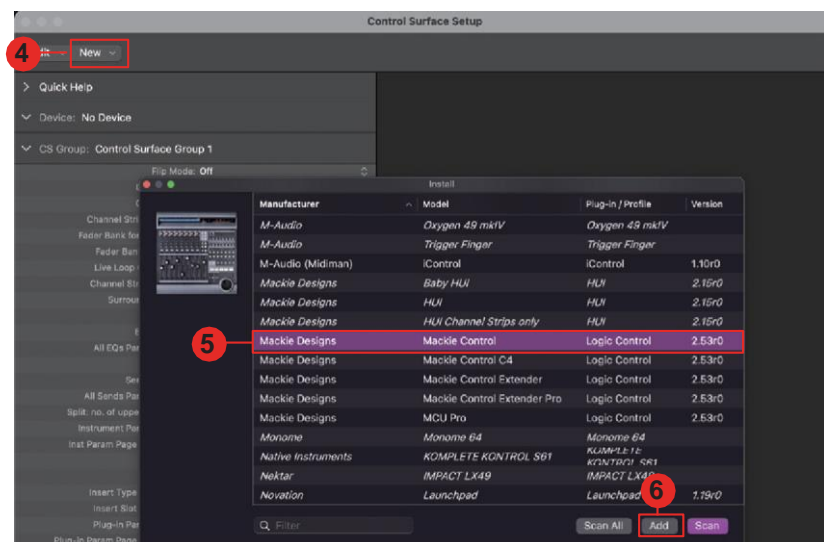 Control Surface Setup
4
New
Quick Help
Device: No Device
CS Group: Control Surface Group 1
Flip Mode: Off
Install
Manufacturer Model Plug-in / Profile Version
Channel Stri
M-Audio Oxygen 49 mkIV Oxygen 49 mkIV
Fader Bank for
M-Audio Trigger Finger Trigger Finger
Fader Ban
Live Loop
M-Audio (Midiman) iControl iControl 1.10r0
Channel Str
Mackie Designs Baby HUI HUI 2.15r0
Surroun
Mackie Designs HUI HUI 2.15r0
Mackie Designs HUI Channel Strips only HUI 2.15r0
5
All EQs Par
Mackie Designs Mackie Control Logic Control 2.53r0
Mackie Designs Mackie Control C4 Logic Control 2.53r0
Sen
Mackie Designs Mackie Control Extender Logic Control 2.53r0
All Sends Par
Mackie Designs Mackie Control Extender Pro Logic Control 2.53r0
Split: no. of uppe
Mackie Designs MCU Pro Logic Control 2.53r0
Instrument Par
Monome Monome 64 Monome 64
Inst Param Page
Native Instruments KOMPLETE KONTROL S61 KOMPLETE KONTROL S61
Nektar IMPACT LX49 IMPACT LX49
Insert Type
Novation Launchpad Launchpad 1.19r0
6
Insert Slot
Plug-in Par
Filter Scan All Add Scan
Plug-in Param Page